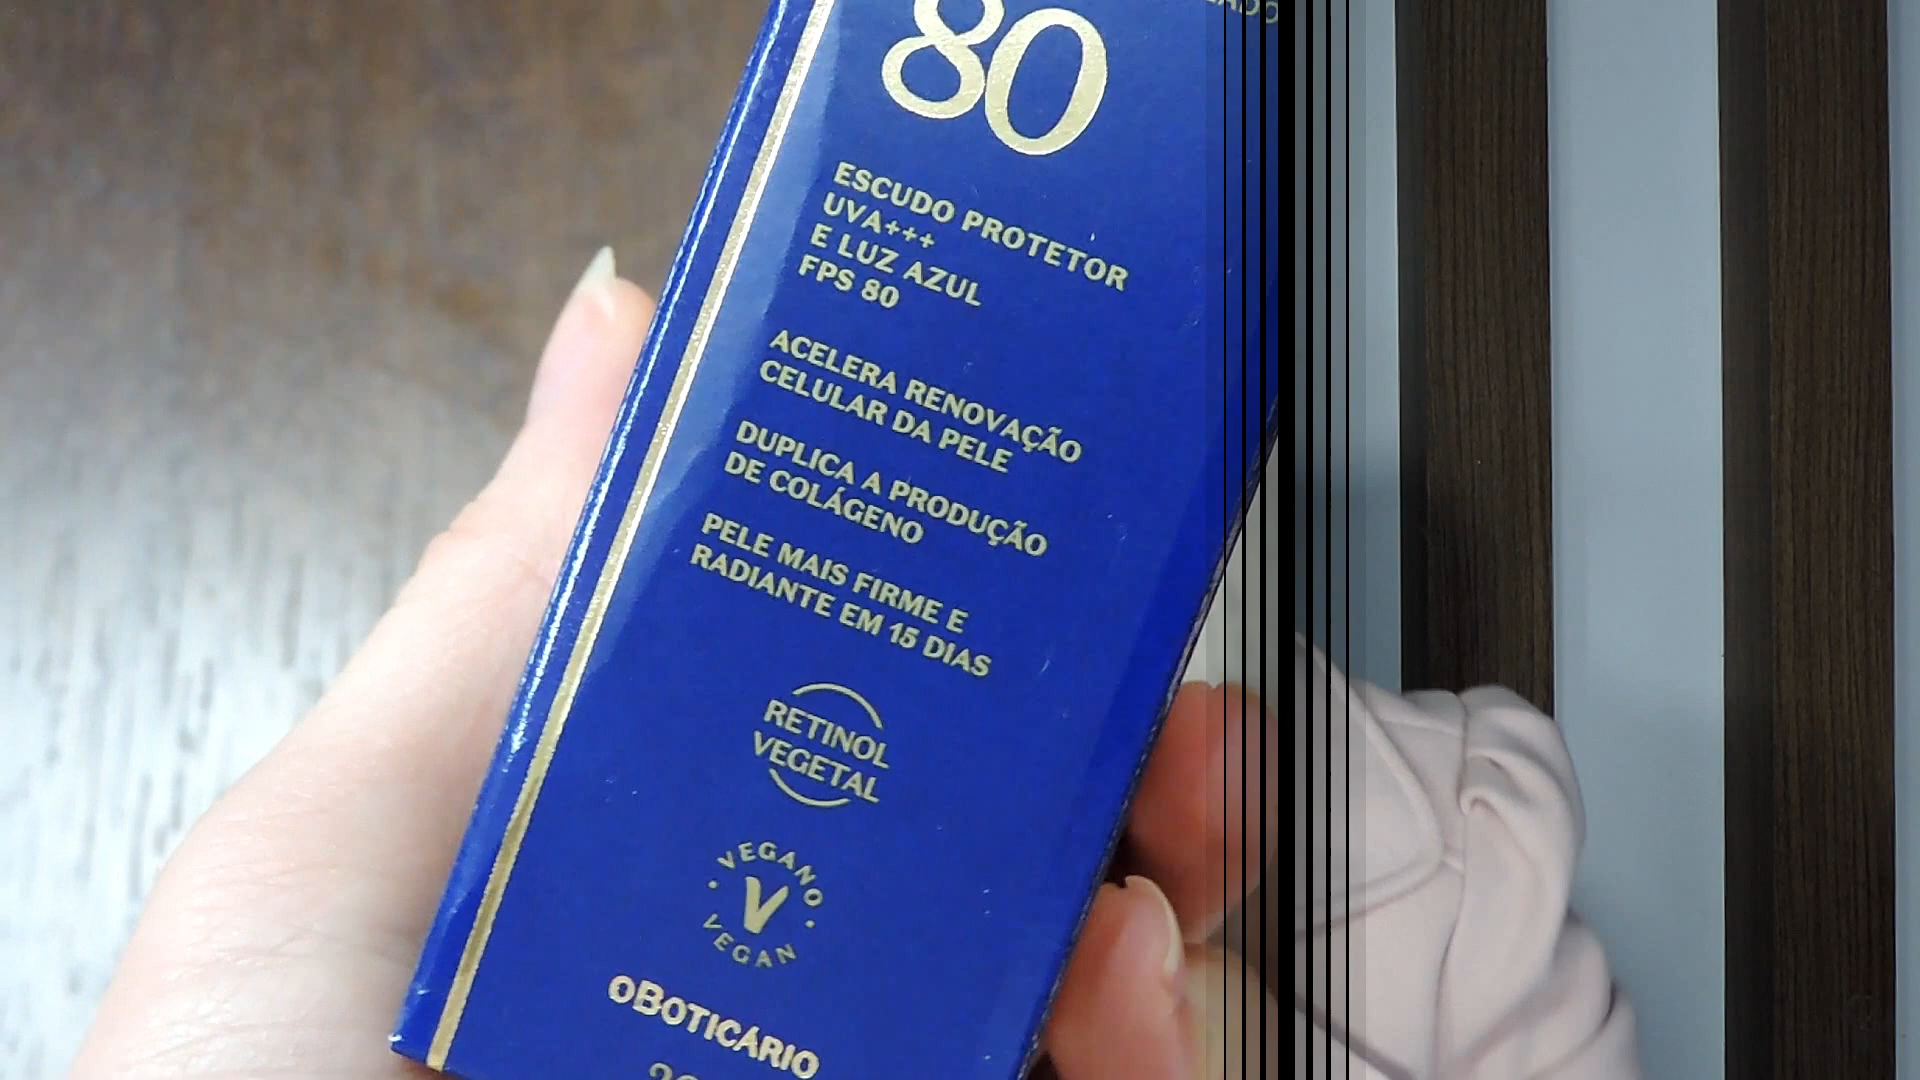 80
ESCUDO PROTETOR
UVA+++
E LUZ AZUL
FPS 80
ACELERA RENOVAÇÃO
CELULAR DA PELE
DUPLICA A PRODUÇÃO
DE COLÁGENO
PELE MAIS FIRME E
RADIANTE EM 15 DIAS
RETINOL
VEGETAL
VEGANO
V
VEGAN
oBOTICÁRIO